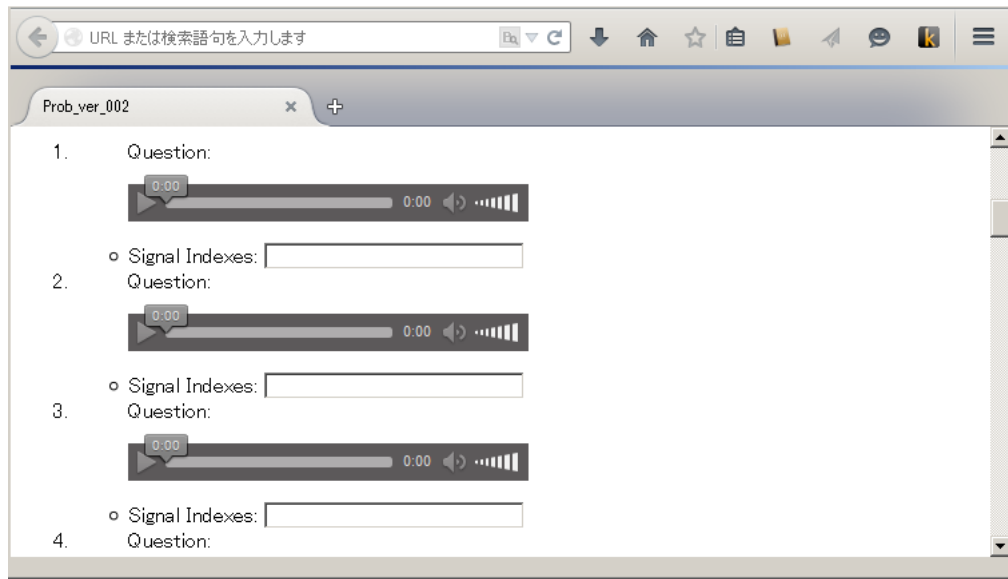 URL または検索語句を入力します
Prob_ver_002
1. Question:
0:00
0:00
Signal Indexes:
2. Question:
0:00
0:00
Signal Indexes:
3. Question:
0:00
0:00
Signal Indexes:
4. Question: